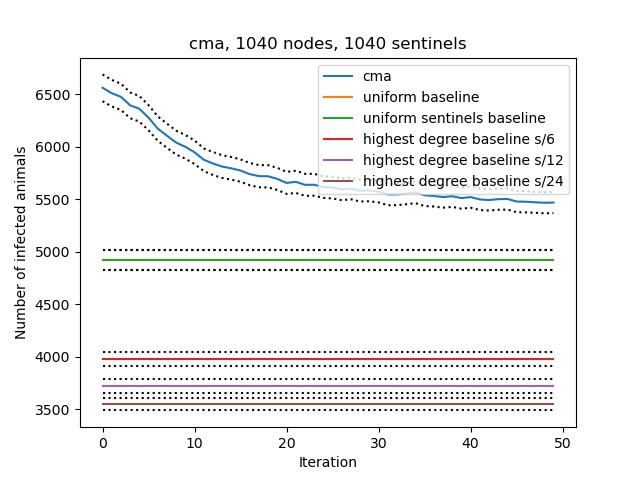 cma, 1040 nodes, 1040 sentinels
cma
uniform baseline
uniform sentinels baseline
highest degree baseline s/6
highest degree baseline s/12
highest degree baseline s/24
Number of infected animals
6500
6000
5500
5000
4500
4000
3500
0 10 20 30 40 50
Iteration